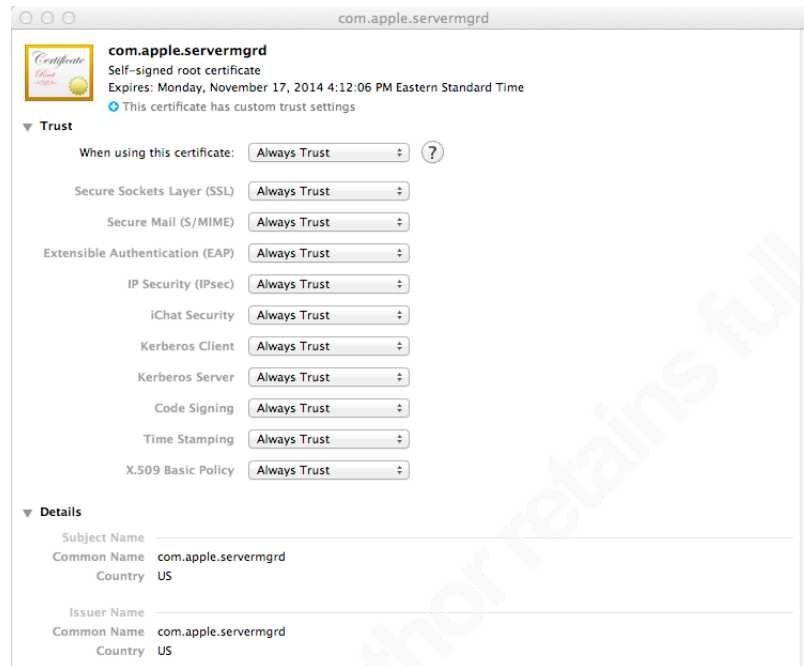 com.apple.servermgrd
Certificate
Root
com.apple.servermgrd
Self-signed root certificate
Expires: Monday, November 17, 2014 4:12:06 PM Eastern Standard Time
This certificate has custom trust settings
Trust
When using this certificate: Always Trust ?
Secure Sockets Layer (SSL) Always Trust
Secure Mail (S/MIME) Always Trust
Extensible Authentication (EAP) Always Trust
IP Security (IPsec) Always Trust
iChat Security Always Trust
Kerberos Client Always Trust
Kerberos Server Always Trust
Code Signing Always Trust
Time Stamping Always Trust
X.509 Basic Policy Always Trust
Details
Subject Name
Common Name com.apple.servermgrd
Country US
Issuer Name
Common Name com.apple.servermgrd
Country US
thor retains full